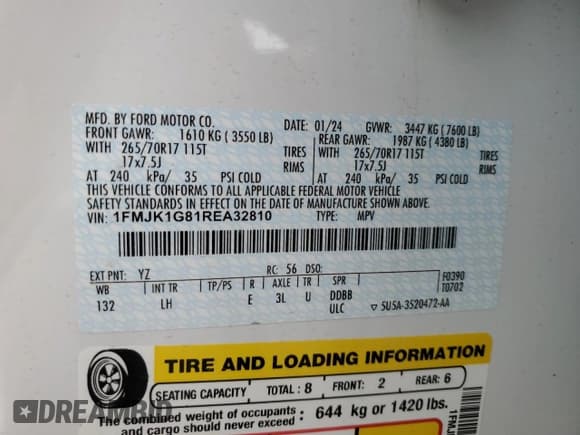 MFD. BY FORD MOTOR CO.
DATE: 01/24 GVWR: 3447 KG ( 7600 LB)
FRONT GAWR: 1610 KG ( 3550 LB) REAR GAWR: 1987 KG ( 4380 LB)
WITH 265/70R17 115T TIRES WITH 265/70R17 115T TIRES
17x7.5J RIMS 17x7.5J RIMS
AT 240 kPa/ 35 PSI COLD AT 240 kPa/ 35 PSI COLD
THIS VEHICLE CONFORMS TO ALL APPLICABLE FEDERAL MOTOR VEHICLE
SAFETY STANDARDS IN EFFECT ON THE DATE OF MANUFACTURE SHOWN ABOVE.
VIN: 1FMJK1G81REA32810 TYPE: MPV
EXT PNT: YZ RC: 56 DSO:
F0390
T0702
WB INT TR TP/PS R AXLE TR SPR
132 LH E 3L U DDBB
ULC ▽ 5U5A-3520472-AA
TIRE AND LOADING INFORMATION
SEATING CAPACITY TOTAL : 8 FRONT: 2 REAR: 6
The combined weight of occupants and cargo should never exceed : 644 kg or 1420 lbs.
1FMJ
DREAMBID